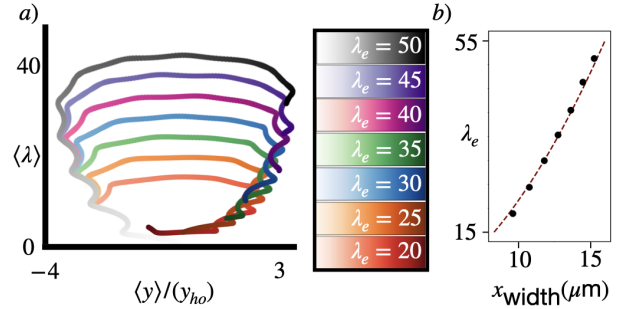 a)
40
⟨λ⟩
0
−4
3
⟨y⟩/(y_ho)
λ_e = 50
λ_e = 45
λ_e = 40
λ_e = 35
λ_e = 30
λ_e = 25
λ_e = 20
b)
55
λ_e
15
10
15
x_width(μm)